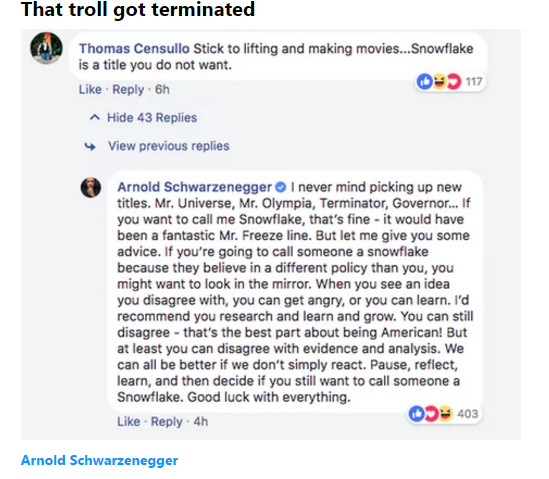 That troll got terminated
Thomas Censullo Stick to lifting and making movies...Snowflake
is a title you do not want.
117
Like · Reply · 6h
Hide 43 Replies
View previous replies
Arnold Schwarzenegger I never mind picking up new
titles. Mr. Universe, Mr. Olympia, Terminator, Governor... If
you want to call me Snowflake, that's fine - it would have
been a fantastic Mr. Freeze line. But let me give you some
advice. If you're going to call someone a snowflake
because they believe in a different policy than you, you
might want to look in the mirror. When you see an idea
you disagree with, you can get angry, or you can learn. I'd
recommend you research and learn and grow. You can still
disagree - that's the best part about being American! But
at least you can disagree with evidence and analysis. We
can all be better if we don't simply react. Pause, reflect,
learn, and then decide if you still want to call someone a
Snowflake. Good luck with everything.
403
Like · Reply · 4h
Arnold Schwarzenegger